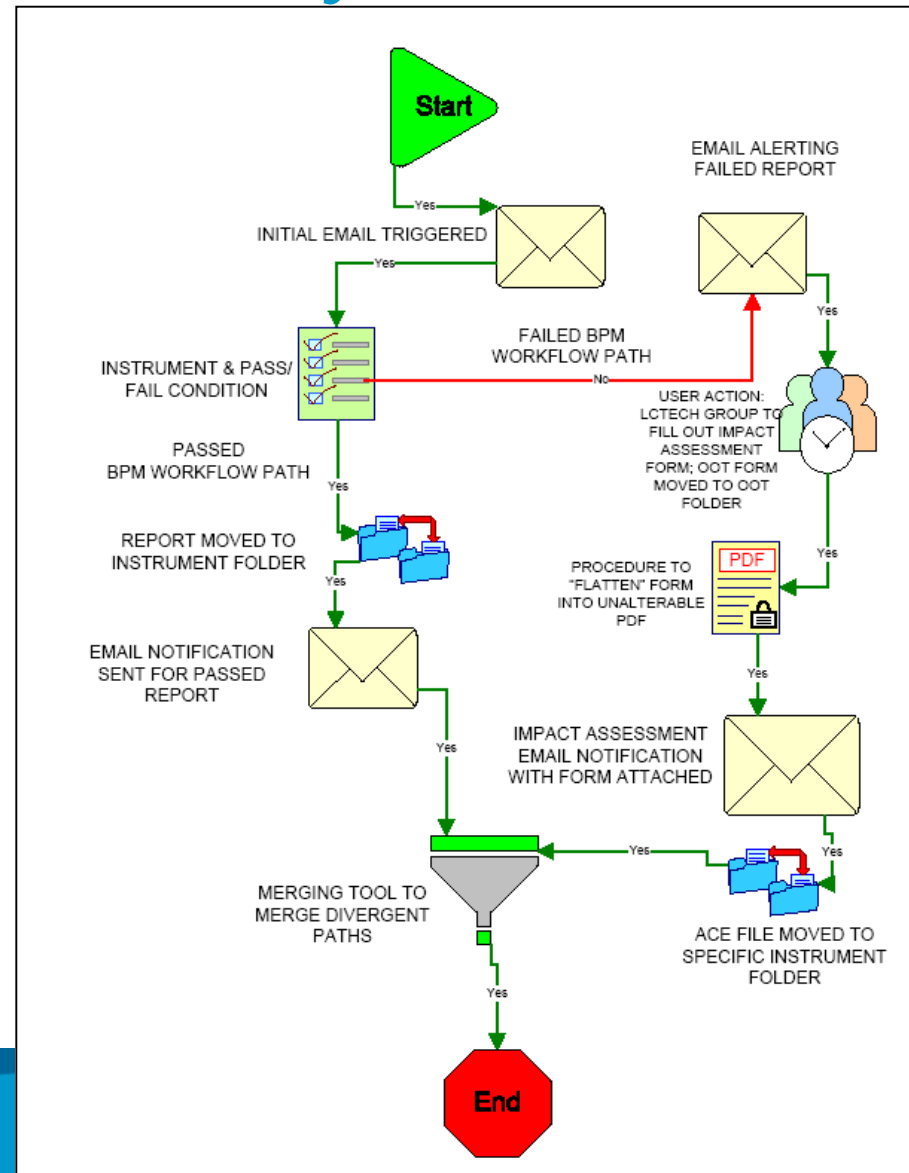 Start
Yes
INITIAL EMAIL TRIGGERED
Yes
INSTRUMENT & PASS/
FAIL CONDITION
FAILED BPM
WORKFLOW PATH
No
EMAIL ALERTING
FAILED REPORT
Yes
USER ACTION:
LCTECH GROUP TO
FILL OUT IMPACT
ASSESSMENT
FORM; OOT FORM
MOVED TO OOT
FOLDER
PASSED
BPM WORKFLOW PATH
Yes
REPORT MOVED TO
INSTRUMENT FOLDER
Yes
EMAIL NOTIFICATION
SENT FOR PASSED
REPORT
Yes
Yes
PROCEDURE TO
"FLATTEN" FORM
INTO UNALTERABLE
PDF
PDF
Yes
IMPACT ASSESSMENT
EMAIL NOTIFICATION
WITH FORM ATTACHED
Yes
Yes
ACE FILE MOVED TO
SPECIFIC INSTRUMENT
FOLDER
MERGING TOOL TO
MERGE DIVERGENT
PATHS
Yes
End